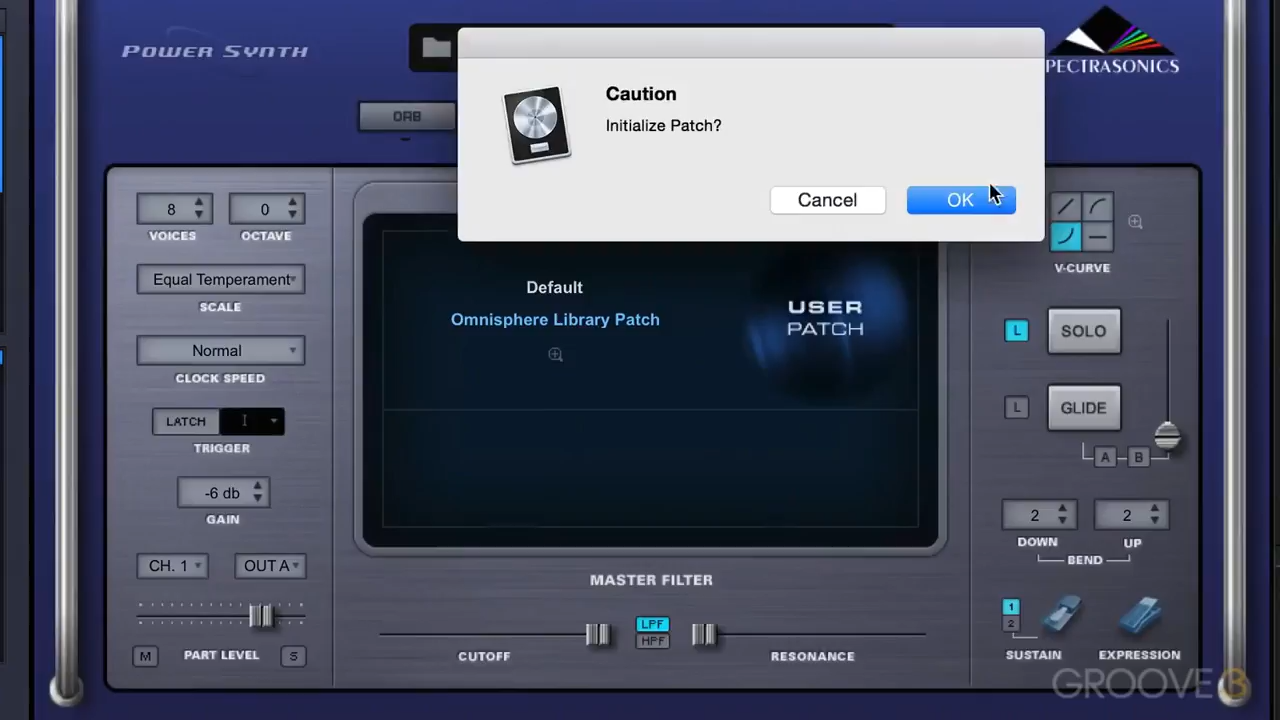 POWER SYNTH
Caution
Initialize Patch?
Cancel
OK
PECTRASONICS
ORB
8
0
VOICES
OCTAVE
Equal Temperament
SCALE
Normal
CLOCK SPEED
LATCH
I
TRIGGER
-6 db
GAIN
CH. 1
OUT A
M
PART LEVEL
S
Default
Omnisphere Library Patch
USER
PATCH
MASTER FILTER
CUTOFF
LPF
HPF
RESONANCE
V-CURVE
L
SOLO
L
GLIDE
A
B
2
2
DOWN
UP
BEND
1
2
SUSTAIN
EXPRESSION
GROOVE3